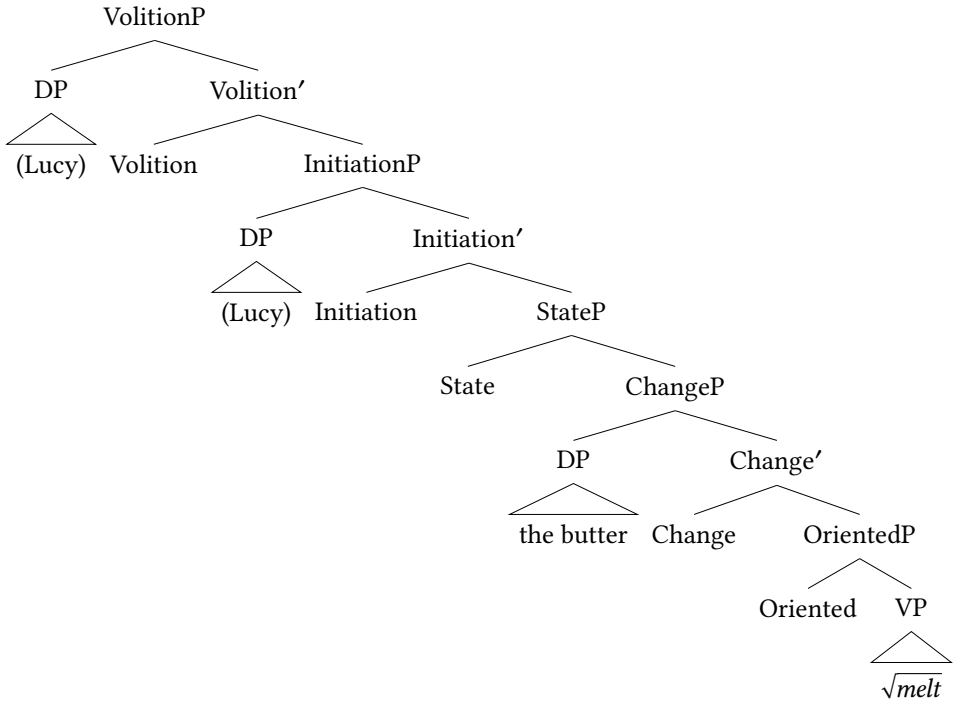 VolitionP
DP Volition′
(Lucy) Volition InitiationP
DP Initiation′
(Lucy) Initiation StateP
State ChangeP
DP Change′
the butter Change OrientedP
Oriented VP
√melt